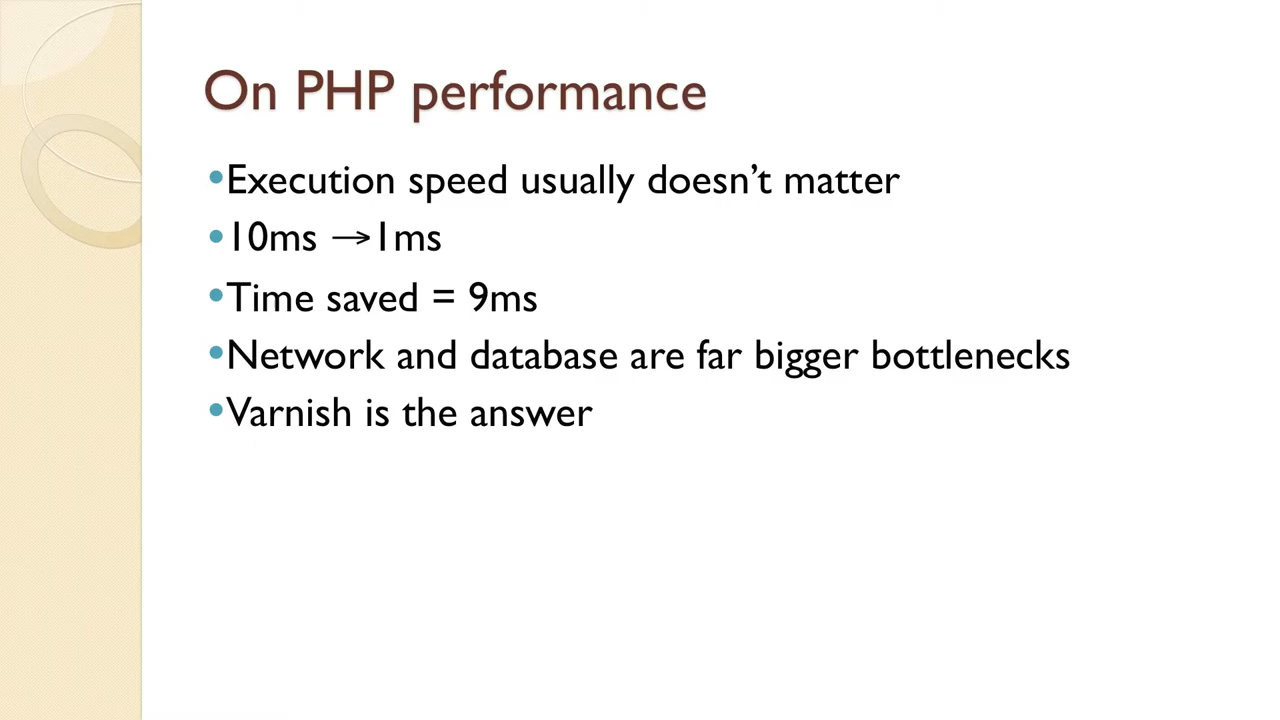 On PHP performance
•Execution speed usually doesn’t matter
•10ms →1ms
•Time saved = 9ms
•Network and database are far bigger bottlenecks
•Varnish is the answer